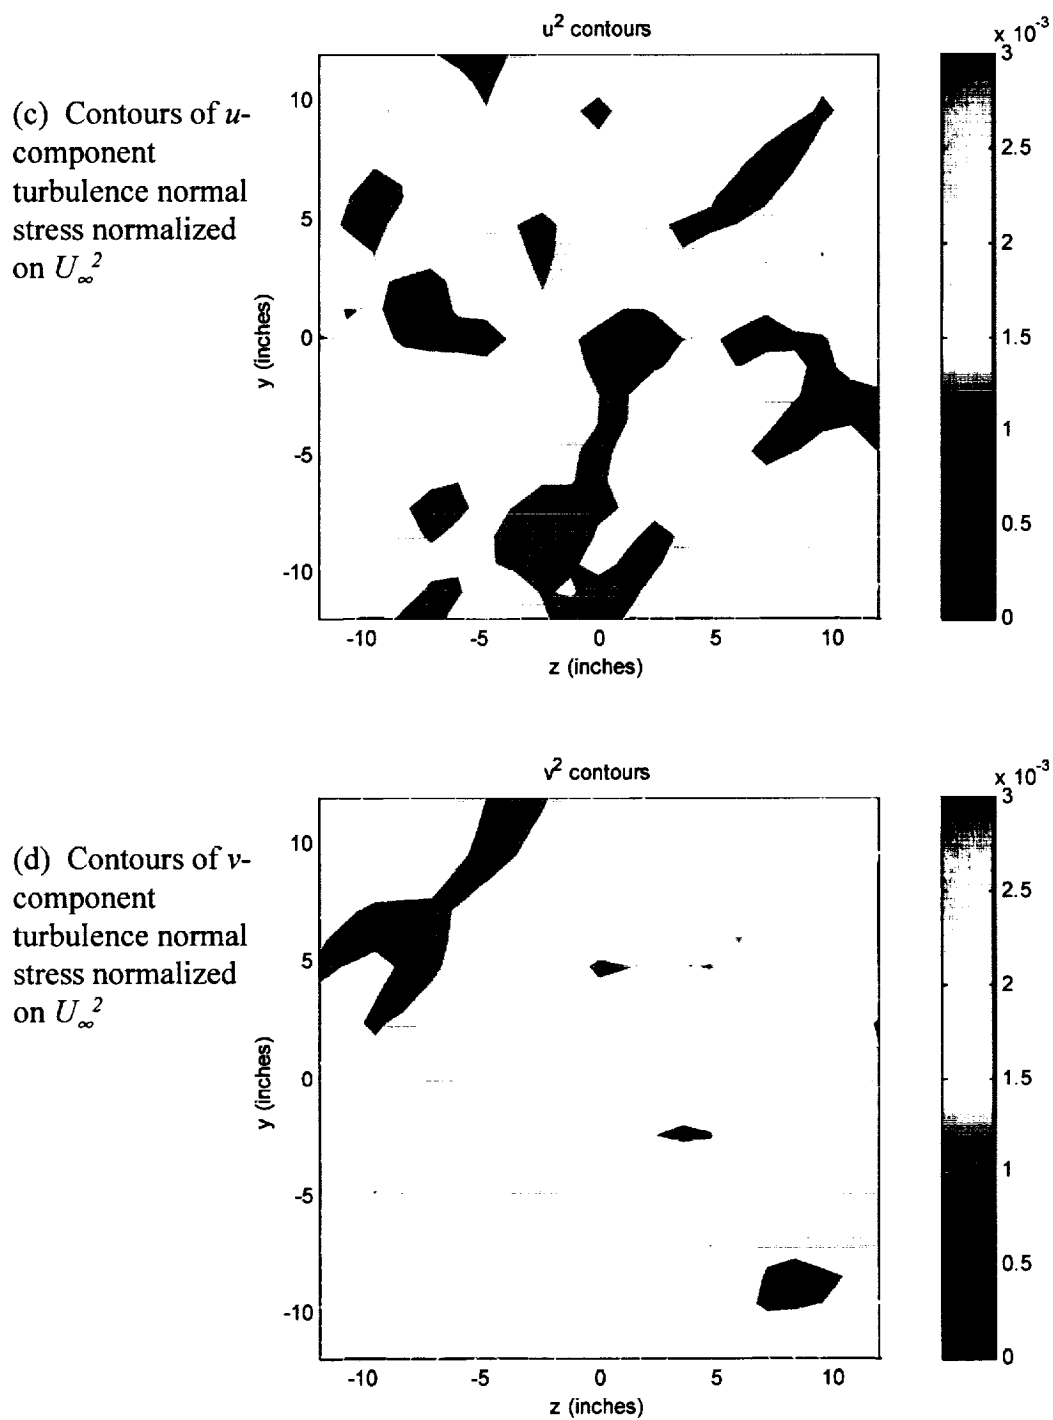 u² contours
x 10⁻³
(c) Contours of u-
component
turbulence normal
stress normalized
on U∞²
y (inches)
10
5
0
-5
-10
-10 -5 0 5 10
z (inches)
3
2.5
2
1.5
1
0.5
0
v² contours
x 10⁻³
(d) Contours of v-
component
turbulence normal
stress normalized
on U∞²
y (inches)
10
5
0
-5
-10
-10 -5 0 5 10
z (inches)
3
2.5
2
1.5
1
0.5
0